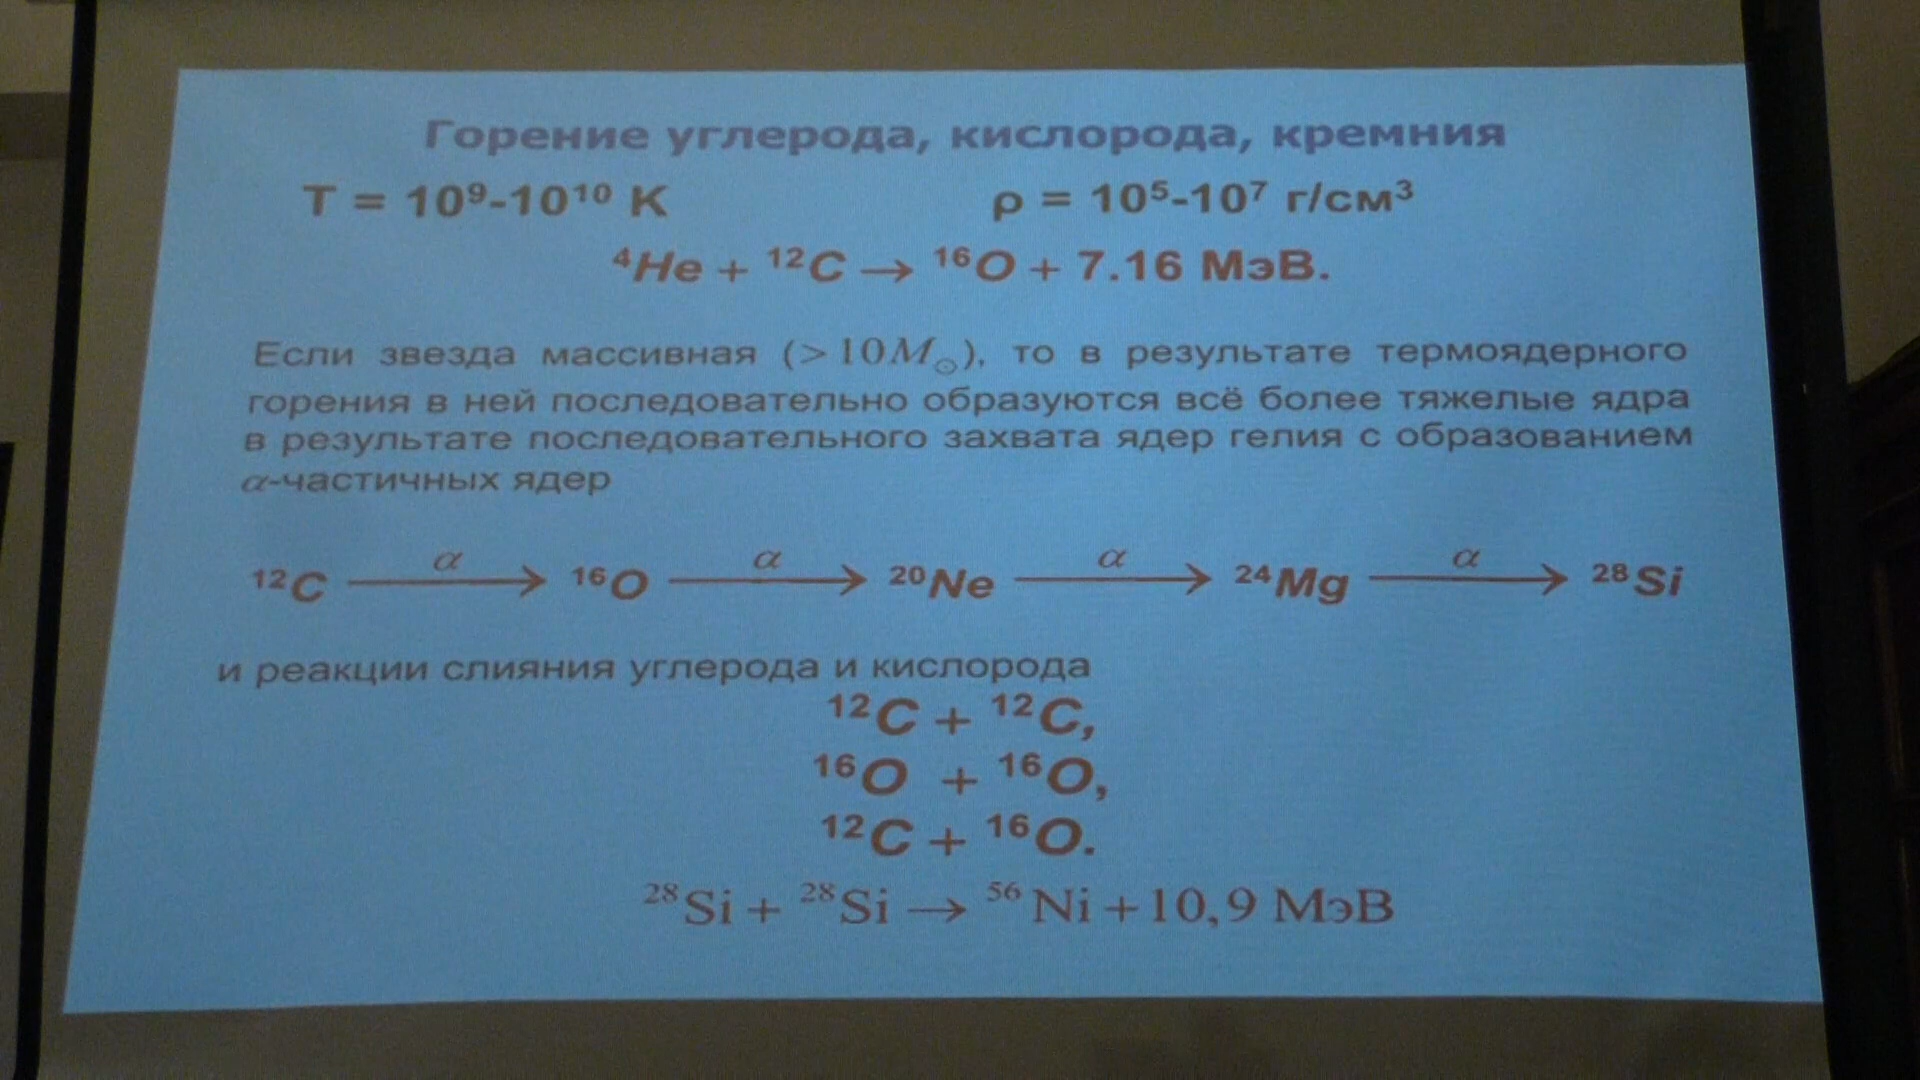 Горение углерода, кислорода, кремния
T = 10⁹-10¹⁰ K ρ = 10⁵-10⁷ г/см³
⁴He + ¹²C → ¹⁶O + 7.16 МэВ.
Если звезда массивная (> 10M☉), то в результате термоядерного
горения в ней последовательно образуются всё более тяжелые ядра
в результате последовательного захвата ядер гелия с образованием
α-частичных ядер
¹²C —α→ ¹⁶O —α→ ²⁰Ne —α→ ²⁴Mg —α→ ²⁸Si
и реакции слияния углерода и кислорода
¹²C + ¹²C,
¹⁶O + ¹⁶O,
¹²C + ¹⁶O.
²⁸Si + ²⁸Si → ⁵⁶Ni + 10,9 МэВ